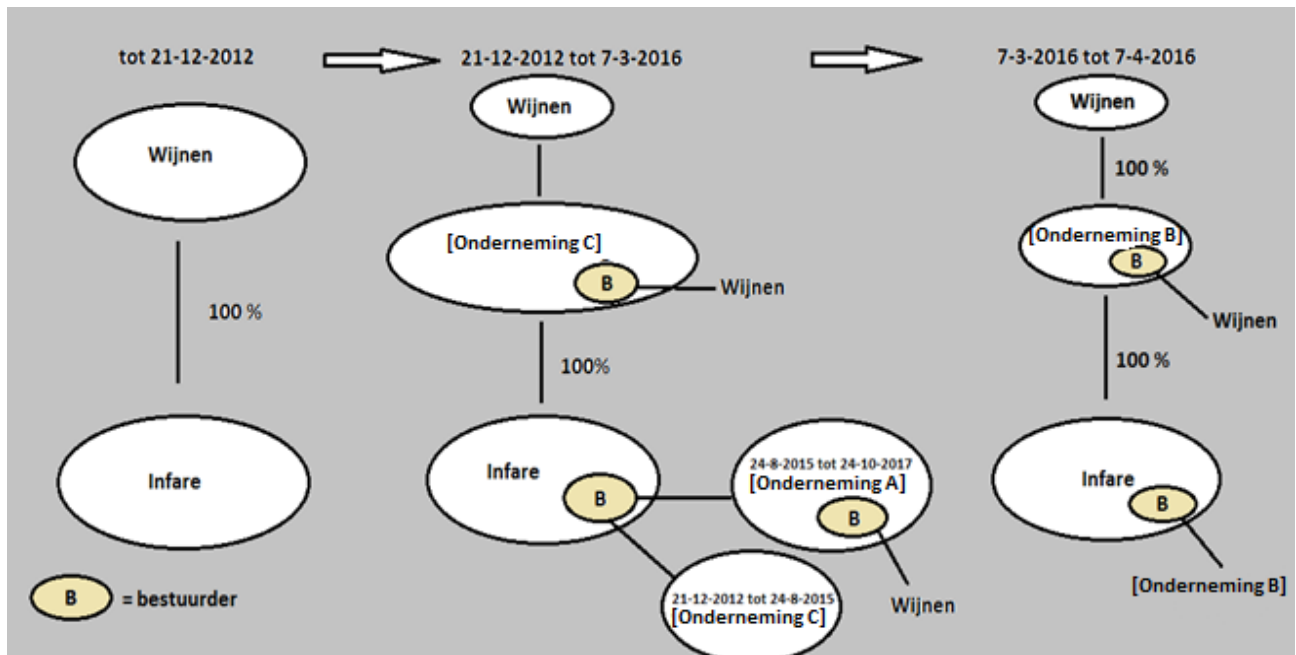 tot 21-12-2012
Wijnen
100 %
Infare
B
= bestuurder
21-12-2012 tot 7-3-2016
Wijnen
[Onderneming C]
B
Wijnen
100%
Infare
B
24-8-2015 tot 24-10-2017
[Onderneming A]
B
Wijnen
21-12-2012 tot 24-8-2015
[Onderneming C]
7-3-2016 tot 7-4-2016
Wijnen
100 %
[Onderneming B]
B
Wijnen
100 %
Infare
B
[Onderneming B]